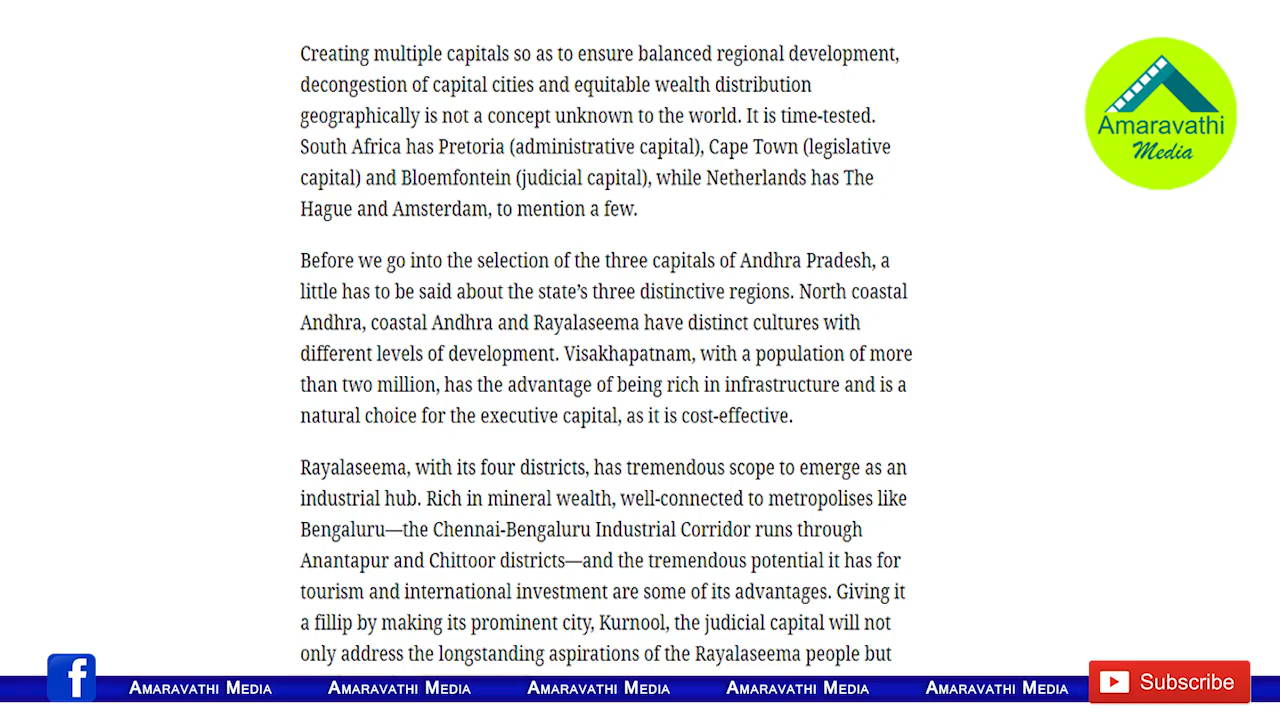 Creating multiple capitals so as to ensure balanced regional development,
decongestion of capital cities and equitable wealth distribution
geographically is not a concept unknown to the world. It is time-tested.
South Africa has Pretoria (administrative capital), Cape Town (legislative
capital) and Bloemfontein (judicial capital), while Netherlands has The
Hague and Amsterdam, to mention a few.
Before we go into the selection of the three capitals of Andhra Pradesh, a
little has to be said about the state’s three distinctive regions. North coastal
Andhra, coastal Andhra and Rayalaseema have distinct cultures with
different levels of development. Visakhapatnam, with a population of more
than two million, has the advantage of being rich in infrastructure and is a
natural choice for the executive capital, as it is cost-effective.
Rayalaseema, with its four districts, has tremendous scope to emerge as an
industrial hub. Rich in mineral wealth, well-connected to metropolises like
Bengaluru—the Chennai-Bengaluru Industrial Corridor runs through
Anantapur and Chittoor districts—and the tremendous potential it has for
tourism and international investment are some of its advantages. Giving it
a fillip by making its prominent city, Kurnool, the judicial capital will not
only address the longstanding aspirations of the Rayalaseema people but
Amaravathi
Media
f
Amaravathi Media Amaravathi Media Amaravathi Media Amaravathi Media Amaravathi Media
Subscribe